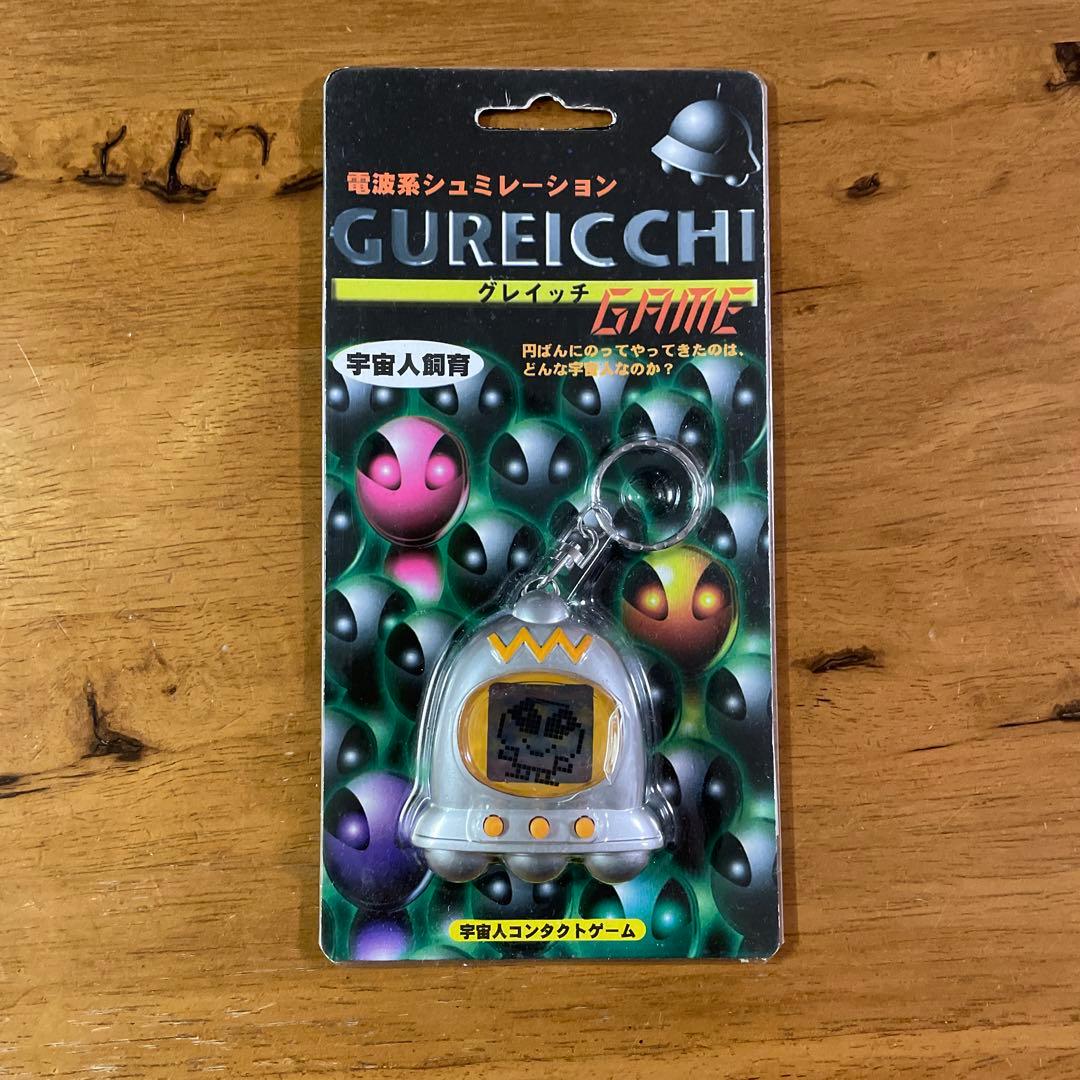 電波系シュミレーション
GUREICCHI
グレイッチ
GAME
宇宙人飼育
円ばんにのってやってきたのは、
どんな宇宙人なのか？
宇宙人コンタクトゲーム